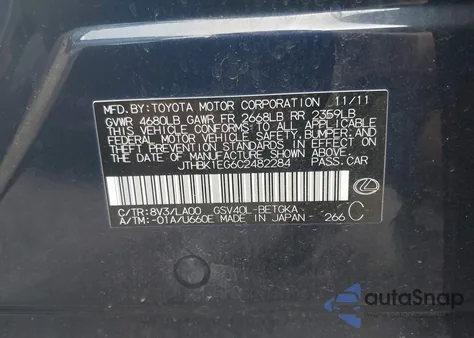 MFD.BY:TOYOTA MOTOR CORPORATION 11/11
GVWR 4680LB GAWR FR 2668LB RR 2359LB
THIS VEHICLE CONFORMS TO ALL APPLICABLE
FEDERAL MOTOR VEHICLE SAFETY, BUMPER, AND
THEFT PREVENTION STANDARDS IN EFFECT ON
THE DATE OF MANUFACTURE SHOWN ABOVE.
JTHBK1EG6C2482284 PASS.CAR
C/TR:8V3/LA00 GSV40L-BETGKA
A/TM:-01A/U660E MADE IN JAPAN 266 C
autoSnap